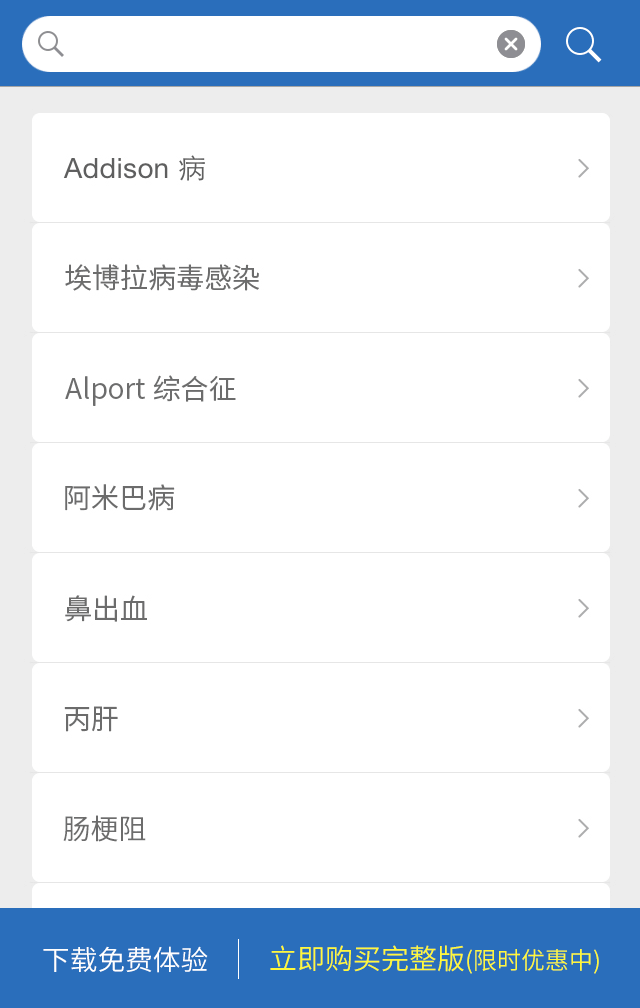 Addison 病
埃博拉病毒感染
Alport 综合征
阿米巴病
鼻出血
丙肝
肠梗阻
下载免费体验
立即购买完整版(限时优惠中)